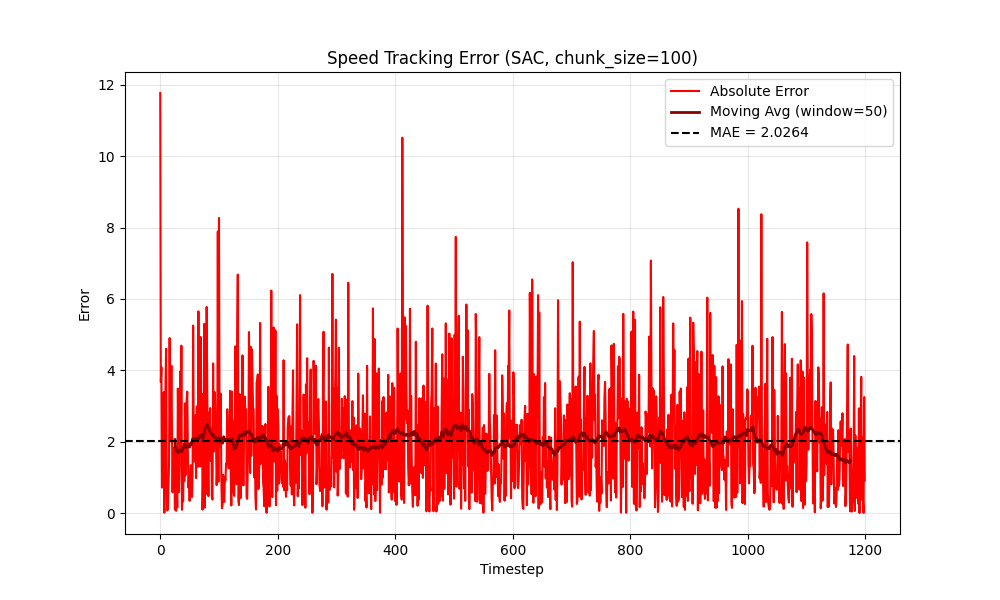 Speed Tracking Error (SAC, chunk_size=100)
Absolute Error
Moving Avg (window=50)
MAE = 2.0264
12
10
8
6
4
2
0
Error
0 200 400 600 800 1000 1200
Timestep